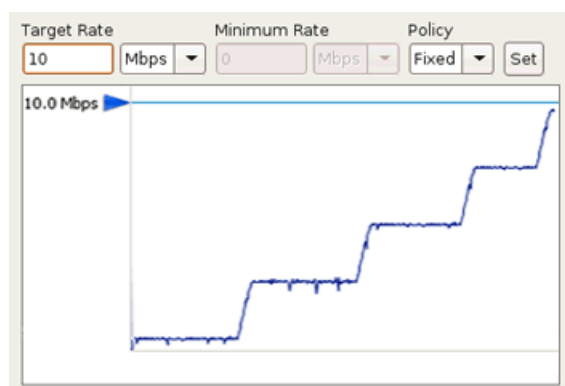 Target Rate Minimum Rate Policy
10 Mbps 0 Mbps Fixed Set
10.0 Mbps